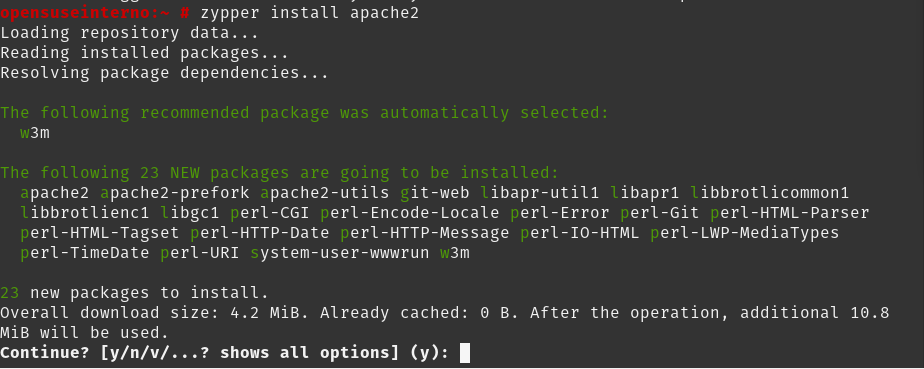 opensuseinterno:~ # zypper install apache2
Loading repository data...
Reading installed packages...
Resolving package dependencies...
The following recommended package was automatically selected:
w3m
The following 23 NEW packages are going to be installed:
apache2 apache2-prefork apache2-utils git-web libapr-util1 libapr1 libbrotlicommon1
libbrotlienc1 libgc1 perl-CGI perl-Encode-Locale perl-Error perl-Git perl-HTML-Parser
perl-HTML-Tagset perl-HTTP-Date perl-HTTP-Message perl-IO-HTML perl-LWP-MediaTypes
perl-TimeDate perl-URI system-user-wwwrun w3m
23 new packages to install.
Overall download size: 4.2 MiB. Already cached: 0 B. After the operation, additional 10.8
MiB will be used.
Continue? [y/n/v/...? shows all options] (y):